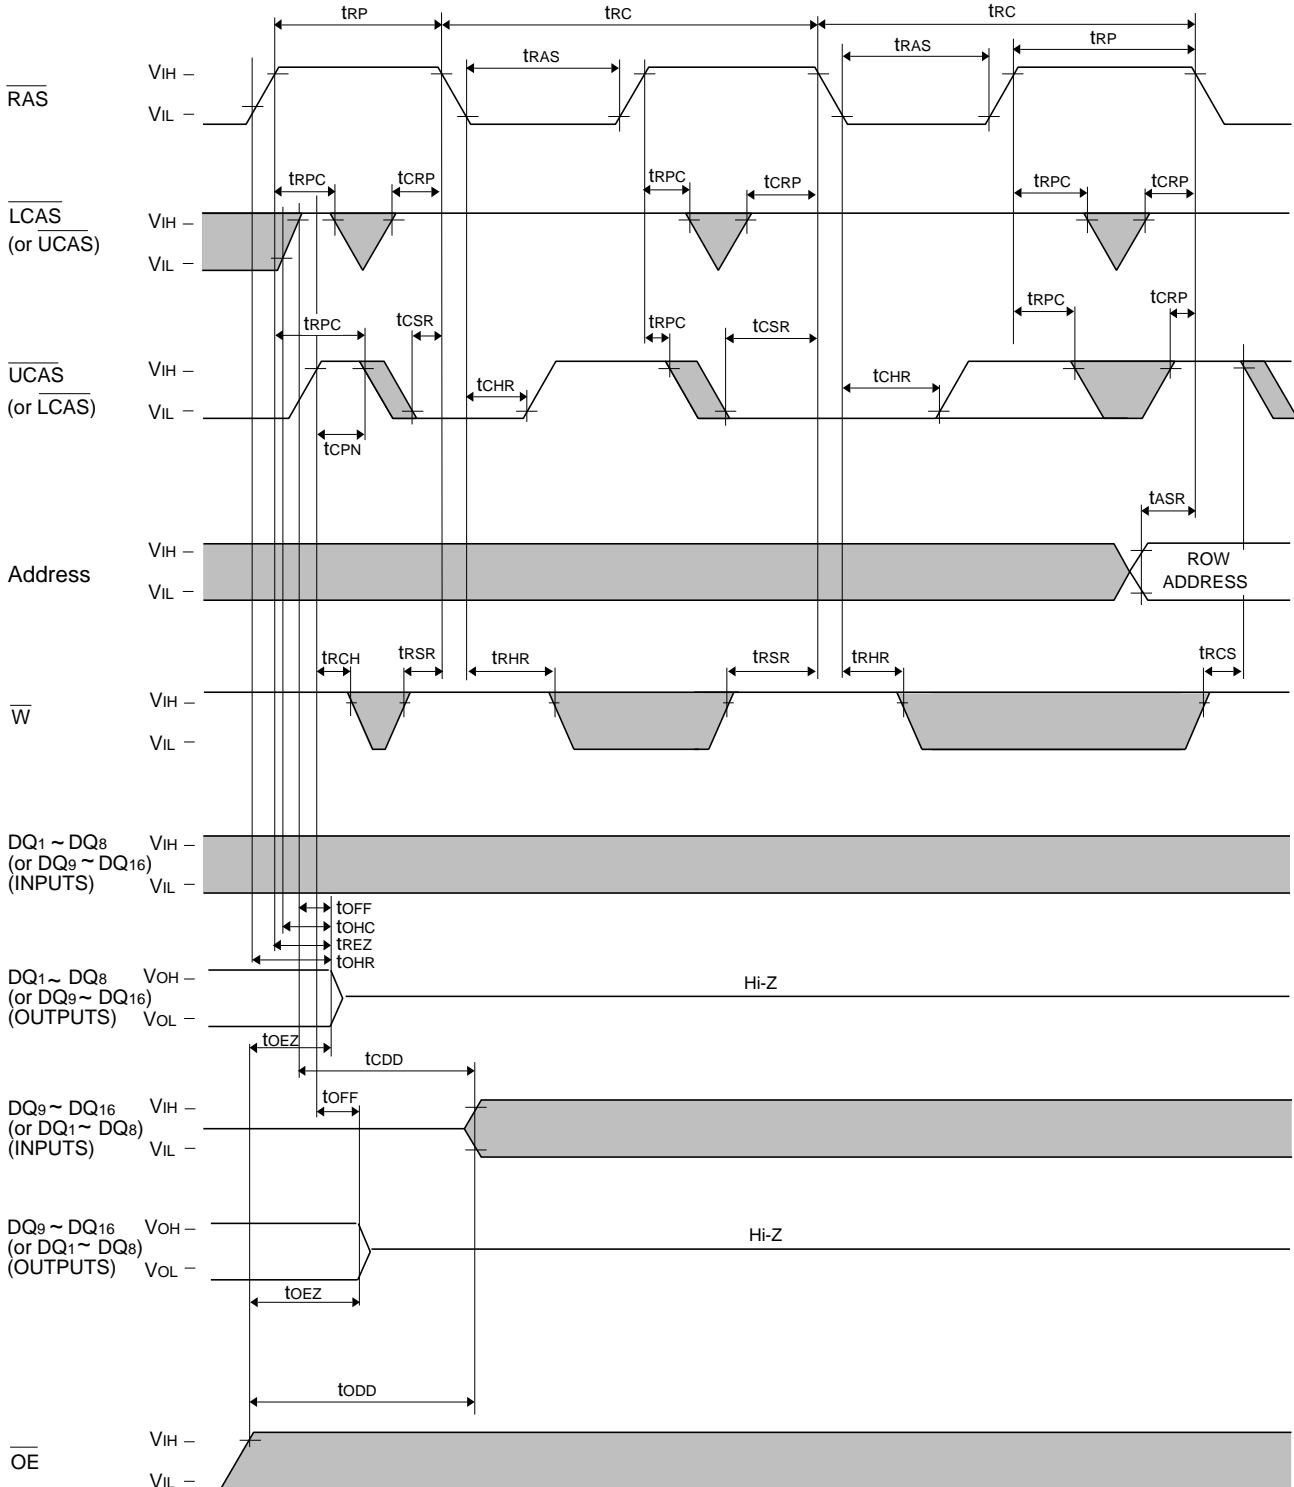 tRP tRC tRC
tRAS tRAS tRP
RAS
VIH –
VIL –
tRPC tCRP tRPC tCRP tRPC tCRP
LCAS
(or UCAS)
VIH –
VIL –
tRPC tCSR tRPC tCSR tRPC tCRP
UCAS
(or LCAS)
VIH –
VIL –
tCHR tCHR
tCPN
tASR
Address
VIH –
VIL –
ROW
ADDRESS
tRCH tRSR tRHR tRSR tRHR tRCS
W
VIH –
VIL –
DQ1 ~ DQ8
(or DQ9 ~ DQ16)
(INPUTS)
VIH –
VIL –
tOFF
tOHC
tREZ
tOHR
DQ1 ~ DQ8
(or DQ9 ~ DQ16)
(OUTPUTS)
VOH –
VOL –
Hi-Z
tOEZ
tCDD
tOFF
DQ9 ~ DQ16
(or DQ1 ~ DQ8)
(INPUTS)
VIH –
VIL –
DQ9 ~ DQ16
(or DQ1 ~ DQ8)
(OUTPUTS)
VOH –
VOL –
Hi-Z
tOEZ
tODD
OE
VIH –
VIL –